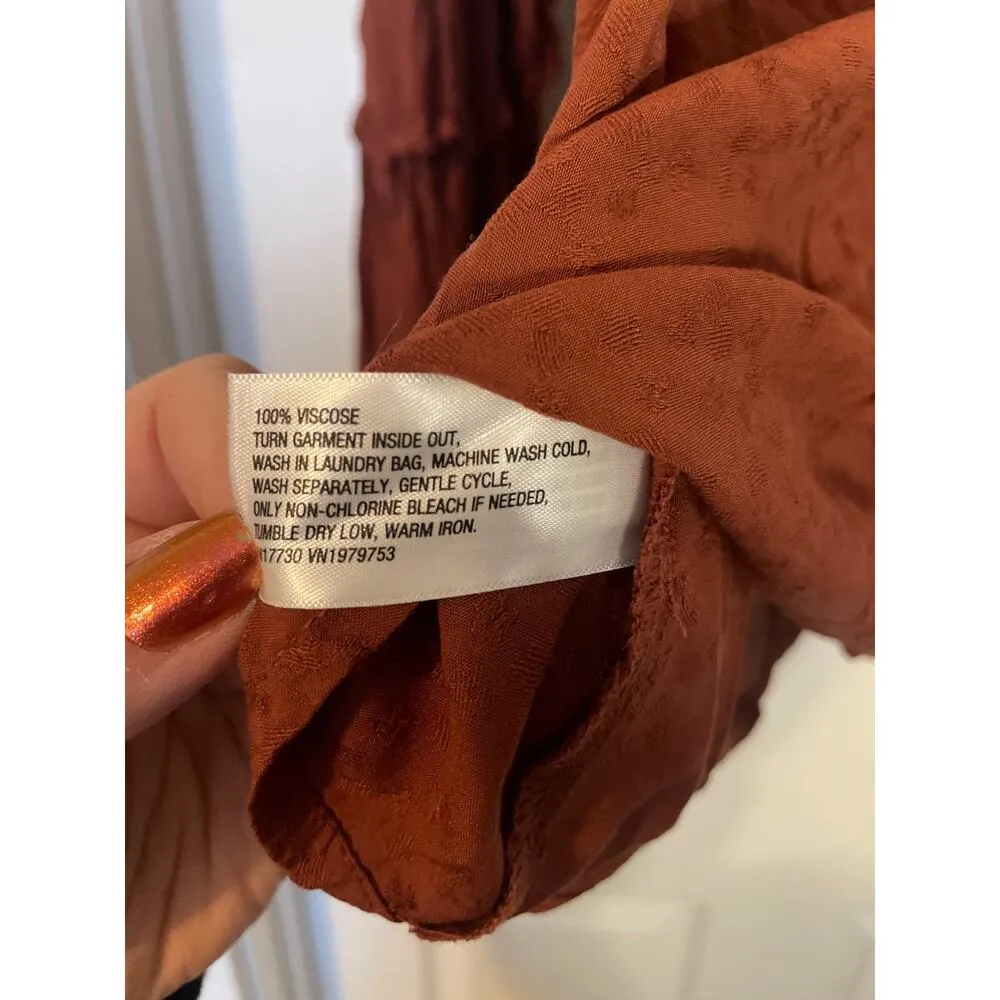 100% VISCOSE
TURN GARMENT INSIDE OUT,
WASH IN LAUNDRY BAG, MACHINE WASH COLD,
WASH SEPARATELY, GENTLE CYCLE,
ONLY NON-CHLORINE BLEACH IF NEEDED,
TUMBLE DRY LOW, WARM IRON.
VN1979753